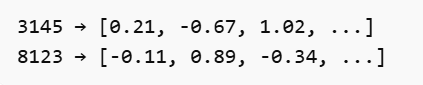 3145 → [0.21, -0.67, 1.02, ...]
8123 → [-0.11, 0.89, -0.34, ...]